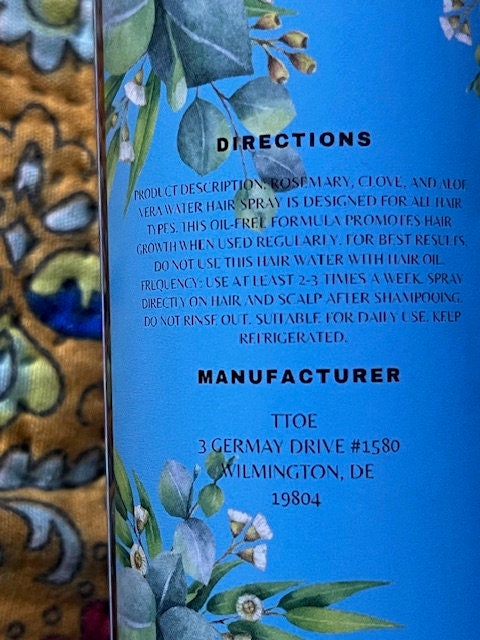 DIRECTIONS
PRODUCT DESCRIPTION: ROSEMARY, CLOVE, AND ALOE
VERA WATER HAIR SPRAY IS DESIGNED FOR ALL HAIR
TYPES. THIS OIL-FREE FORMULA PROMOTES HAIR
GROWTH WHEN USED REGULARLY. FOR BEST RESULTS,
DO NOT USE THIS HAIR WATER WITH HAIR OIL.
FREQUENCY: USE AT LEAST 2-3 TIMES A WEEK. SPRAY
DIRECTLY ON HAIR AND SCALP AFTER SHAMPOOING.
DO NOT RINSE OUT. SUITABLE FOR DAILY USE. KEEP
REFRIGERATED.
MANUFACTURER
TTOE
3 GERMAY DRIVE #1580
WILMINGTON, DE
19804